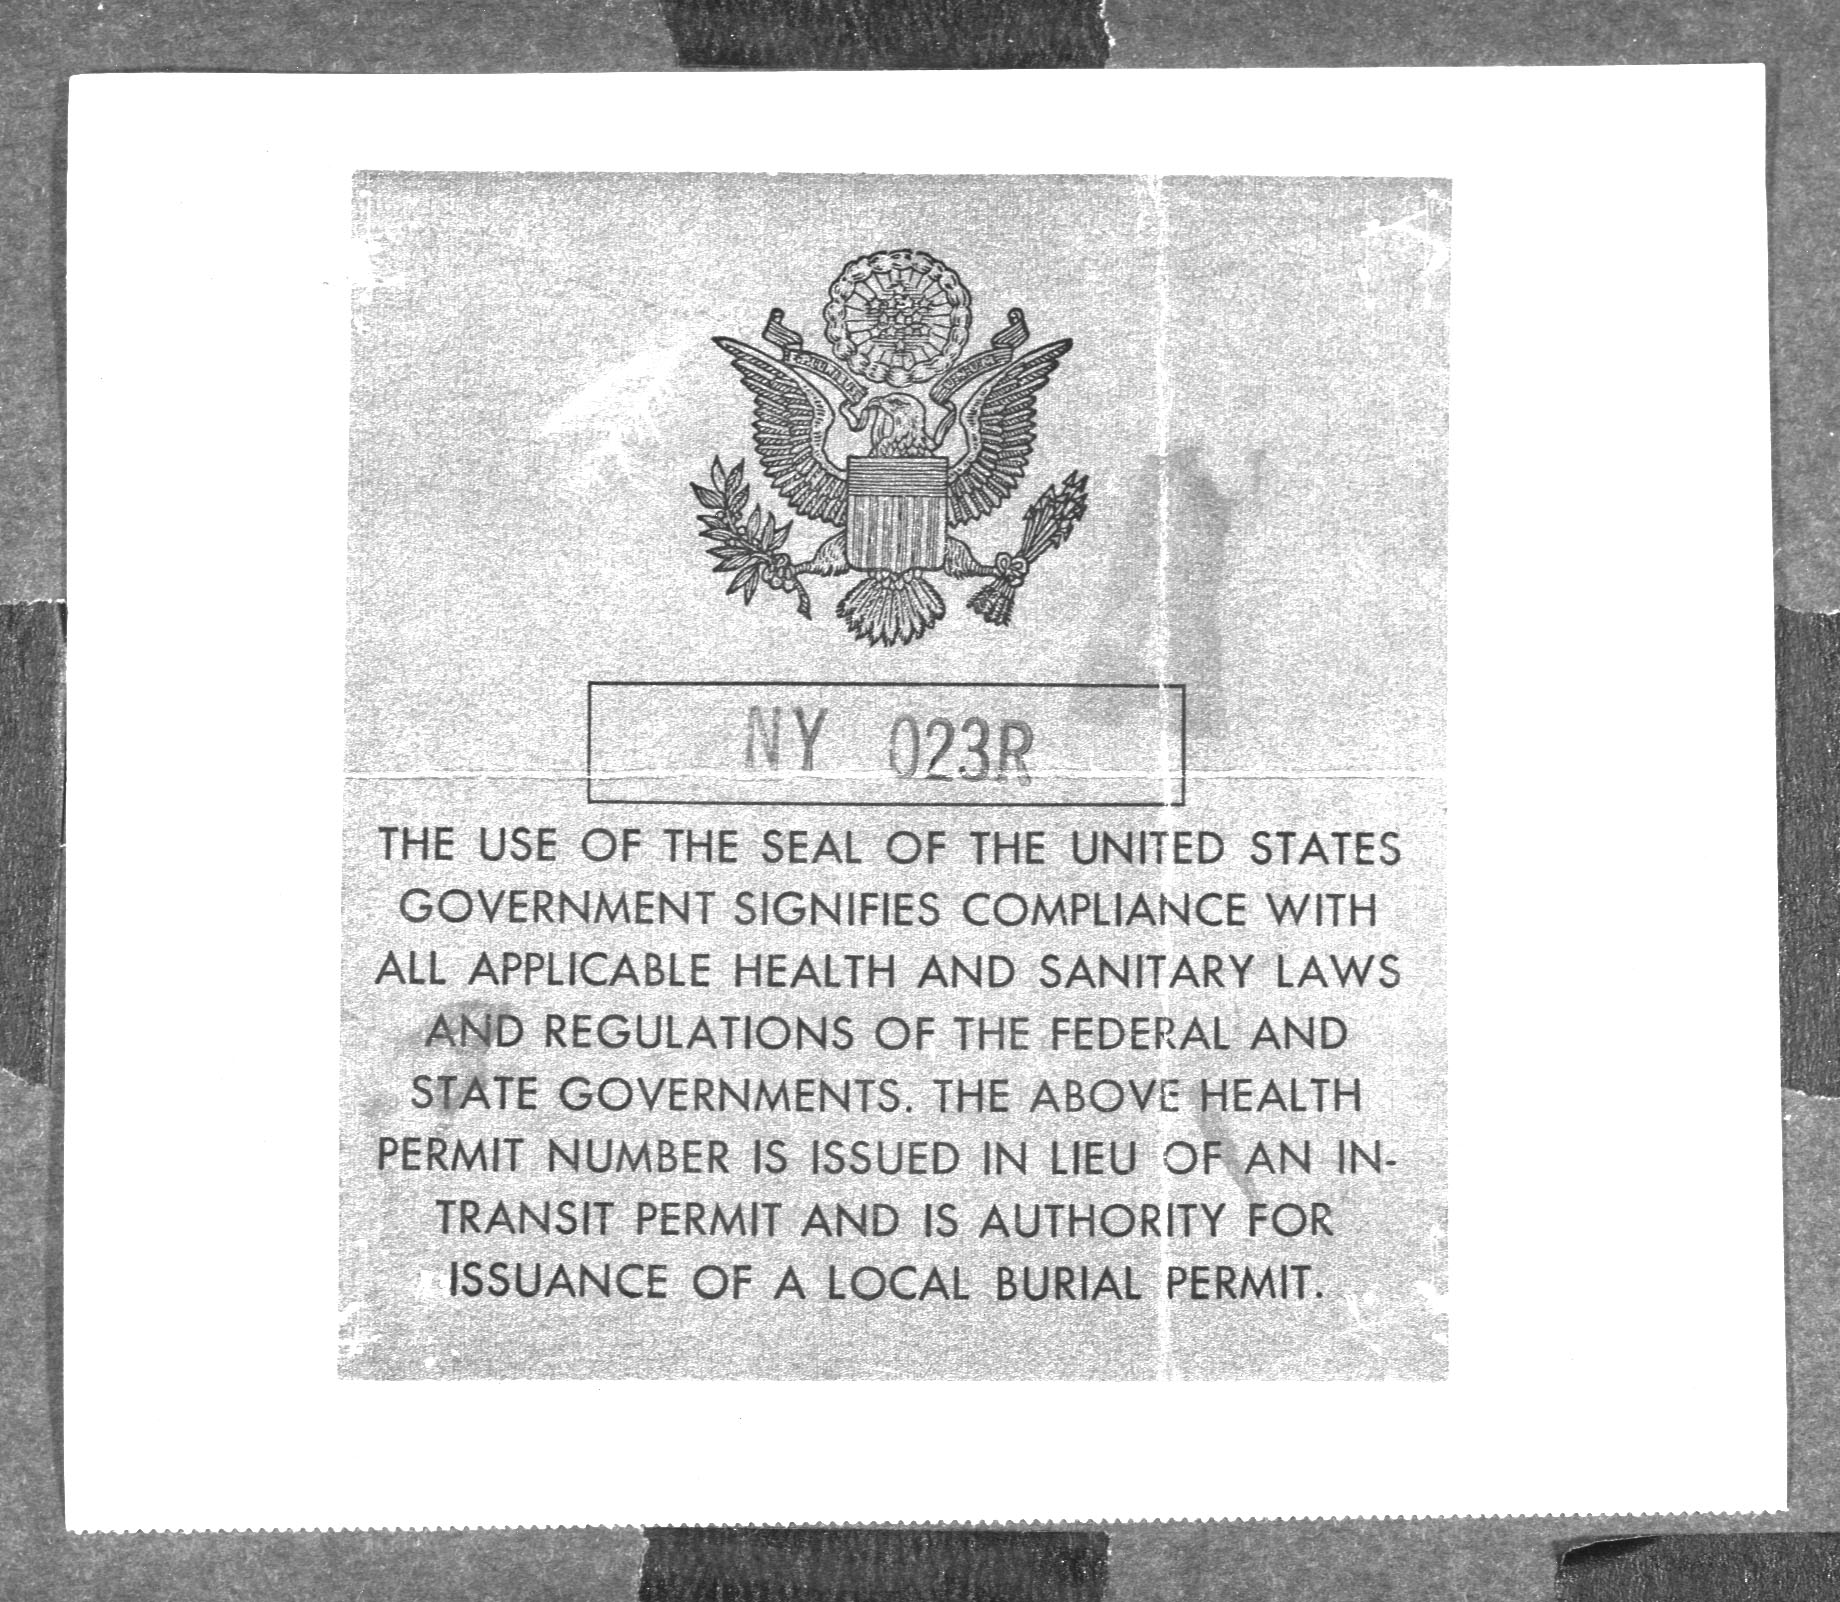 NY 023R
THE USE OF THE SEAL OF THE UNITED STATES
GOVERNMENT SIGNIFIES COMPLIANCE WITH
ALL APPLICABLE HEALTH AND SANITARY LAWS
AND REGULATIONS OF THE FEDERAL AND
STATE GOVERNMENTS. THE ABOVE HEALTH
PERMIT NUMBER IS ISSUED IN LIEU OF AN IN-
TRANSIT PERMIT AND IS AUTHORITY FOR
ISSUANCE OF A LOCAL BURIAL PERMIT.